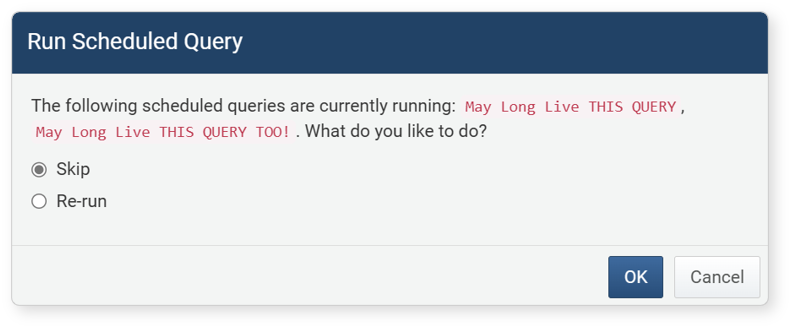 Run Scheduled Query
The following scheduled queries are currently running: May Long Live THIS QUERY,
May Long Live THIS QUERY TOO!. What do you like to do?
Skip
Re-run
OK Cancel